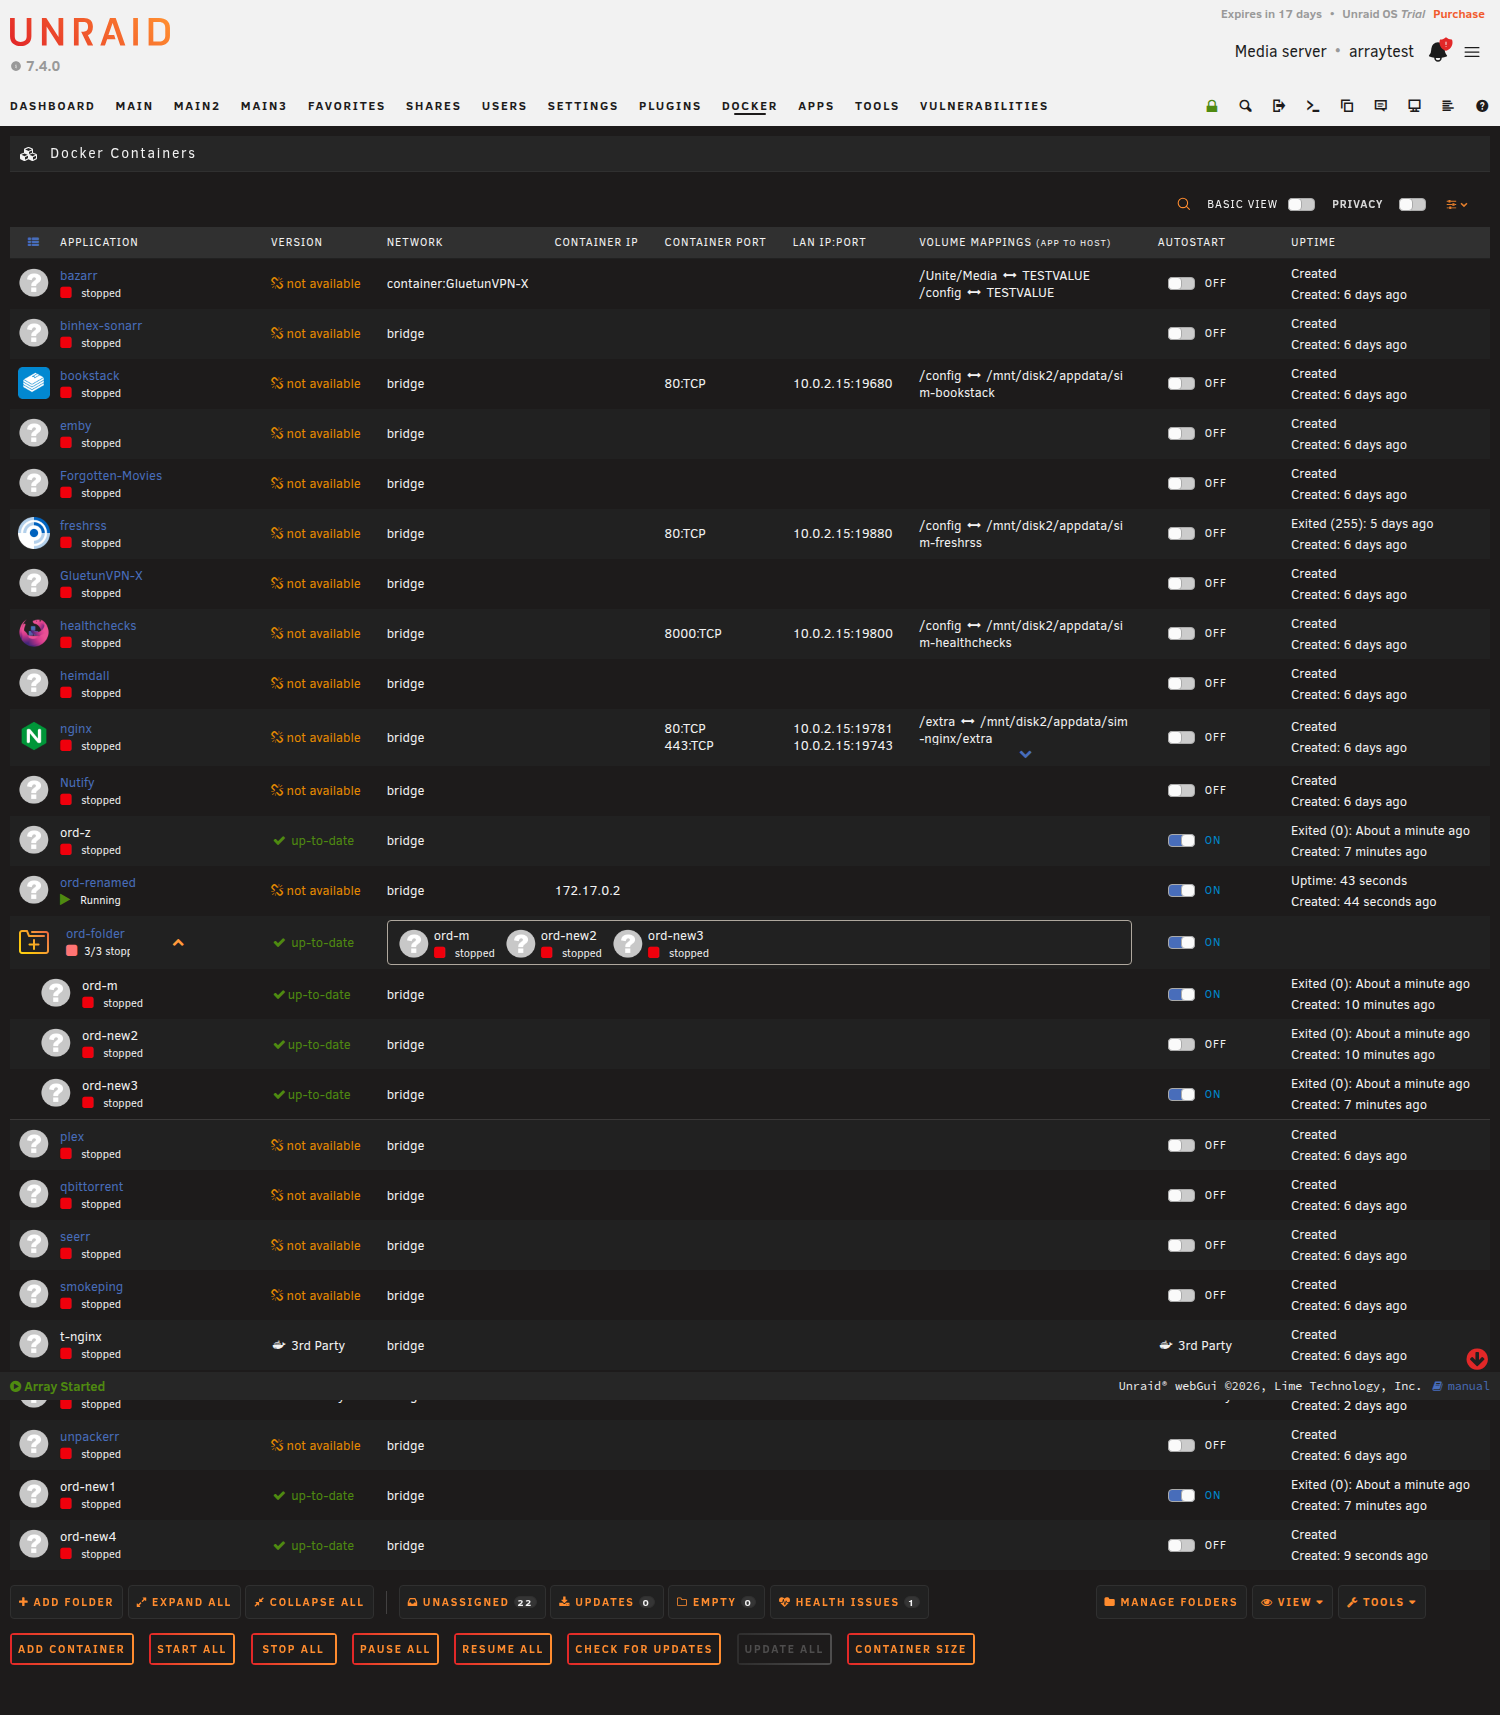 Expires in 17 days • Unraid OS Trial Purchase
UNRAID
7.4.0
Media server • arraytest
DASHBOARD MAIN MAIN2 MAIN3 FAVORITES SHARES USERS SETTINGS PLUGINS DOCKER APPS TOOLS VULNERABILITIES
Docker Containers
BASIC VIEW PRIVACY
APPLICATION VERSION NETWORK CONTAINER IP CONTAINER PORT LAN IP:PORT VOLUME MAPPINGS (APP TO HOST) AUTOSTART UPTIME
bazarr
stopped
not available
container:GluetunVPN-X
/Unite/Media ↔ TESTVALUE
/config ↔ TESTVALUE
OFF
Created
Created: 6 days ago
binhex-sonarr
stopped
not available
bridge
OFF
Created
Created: 6 days ago
bookstack
stopped
not available
bridge
80:TCP
10.0.2.15:19680
/config ↔ /mnt/disk2/appdata/si
m-bookstack
OFF
Created
Created: 6 days ago
emby
stopped
not available
bridge
OFF
Created
Created: 6 days ago
Forgotten-Movies
stopped
not available
bridge
OFF
Created
Created: 6 days ago
freshrss
stopped
not available
bridge
80:TCP
10.0.2.15:19880
/config ↔ /mnt/disk2/appdata/si
m-freshrss
OFF
Exited (255): 5 days ago
Created: 6 days ago
GluetunVPN-X
stopped
not available
bridge
OFF
Created
Created: 6 days ago
healthchecks
stopped
not available
bridge
8000:TCP
10.0.2.15:19800
/config ↔ /mnt/disk2/appdata/si
m-healthchecks
OFF
Created
Created: 6 days ago
heimdall
stopped
not available
bridge
OFF
Created
Created: 6 days ago
nginx
stopped
not available
bridge
80:TCP
443:TCP
10.0.2.15:19781
10.0.2.15:19743
/extra ↔ /mnt/disk2/appdata/sim
-nginx/extra
OFF
Created
Created: 6 days ago
Nutify
stopped
not available
bridge
OFF
Created
Created: 6 days ago
ord-z
stopped
up-to-date
bridge
ON
Exited (0): About a minute ago
Created: 7 minutes ago
ord-renamed
Running
not available
bridge
172.17.0.2
ON
Uptime: 43 seconds
Created: 44 seconds ago
ord-folder
3/3 stopp
up-to-date
ord-m
stopped
ord-new2
stopped
ord-new3
stopped
ON
ord-m
stopped
up-to-date
bridge
ON
Exited (0): About a minute ago
Created: 10 minutes ago
ord-new2
stopped
up-to-date
bridge
OFF
Exited (0): About a minute ago
Created: 10 minutes ago
ord-new3
stopped
up-to-date
bridge
ON
Exited (0): About a minute ago
Created: 7 minutes ago
plex
stopped
not available
bridge
OFF
Created
Created: 6 days ago
qbittorrent
stopped
not available
bridge
OFF
Created
Created: 6 days ago
seerr
stopped
not available
bridge
OFF
Created
Created: 6 days ago
smokeping
stopped
not available
bridge
OFF
Created
Created: 6 days ago
t-nginx
stopped
3rd Party
bridge
3rd Party
Created
Created: 6 days ago
Array Started
Unraid® webGui ©2026, Lime Technology, Inc. manual
stopped
Created: 2 days ago
unpackerr
stopped
not available
bridge
OFF
Created
Created: 6 days ago
ord-new1
stopped
up-to-date
bridge
ON
Exited (0): About a minute ago
Created: 7 minutes ago
ord-new4
stopped
up-to-date
bridge
OFF
Created
Created: 9 seconds ago
ADD FOLDER EXPAND ALL COLLAPSE ALL UNASSIGNED 22 UPDATES 0 EMPTY 0 HEALTH ISSUES 1 MANAGE FOLDERS VIEW TOOLS
ADD CONTAINER START ALL STOP ALL PAUSE ALL RESUME ALL CHECK FOR UPDATES UPDATE ALL CONTAINER SIZE